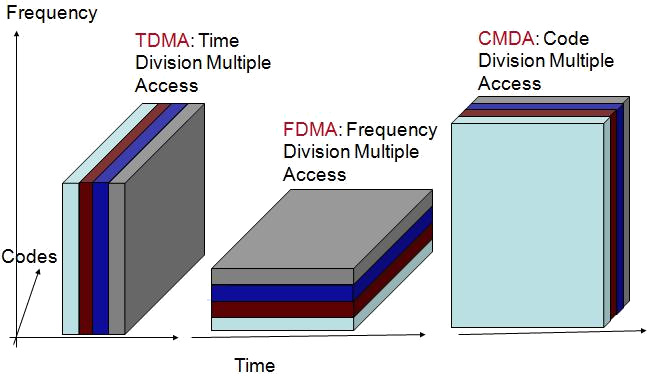 Frequency
TDMA: Time
Division Multiple
Access
FDMA: Frequency
Division Multiple
Access
CMDA: Code
Division Multiple
Access
Codes
Time